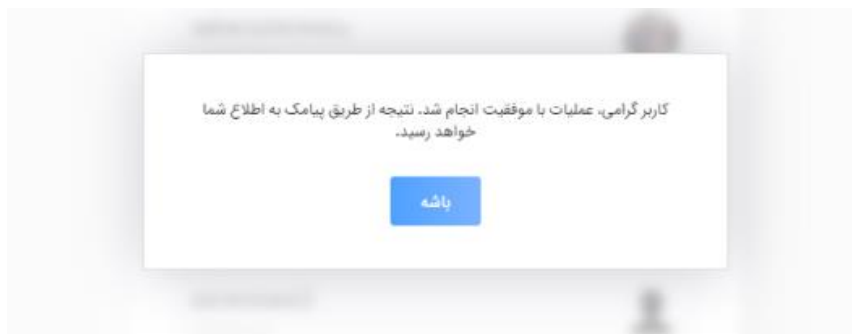 کاربر گرامی، عملیات با موفقیت انجام شد. نتیجه از طریق پیامک به اطلاع شما
خواهد رسید.
باشه